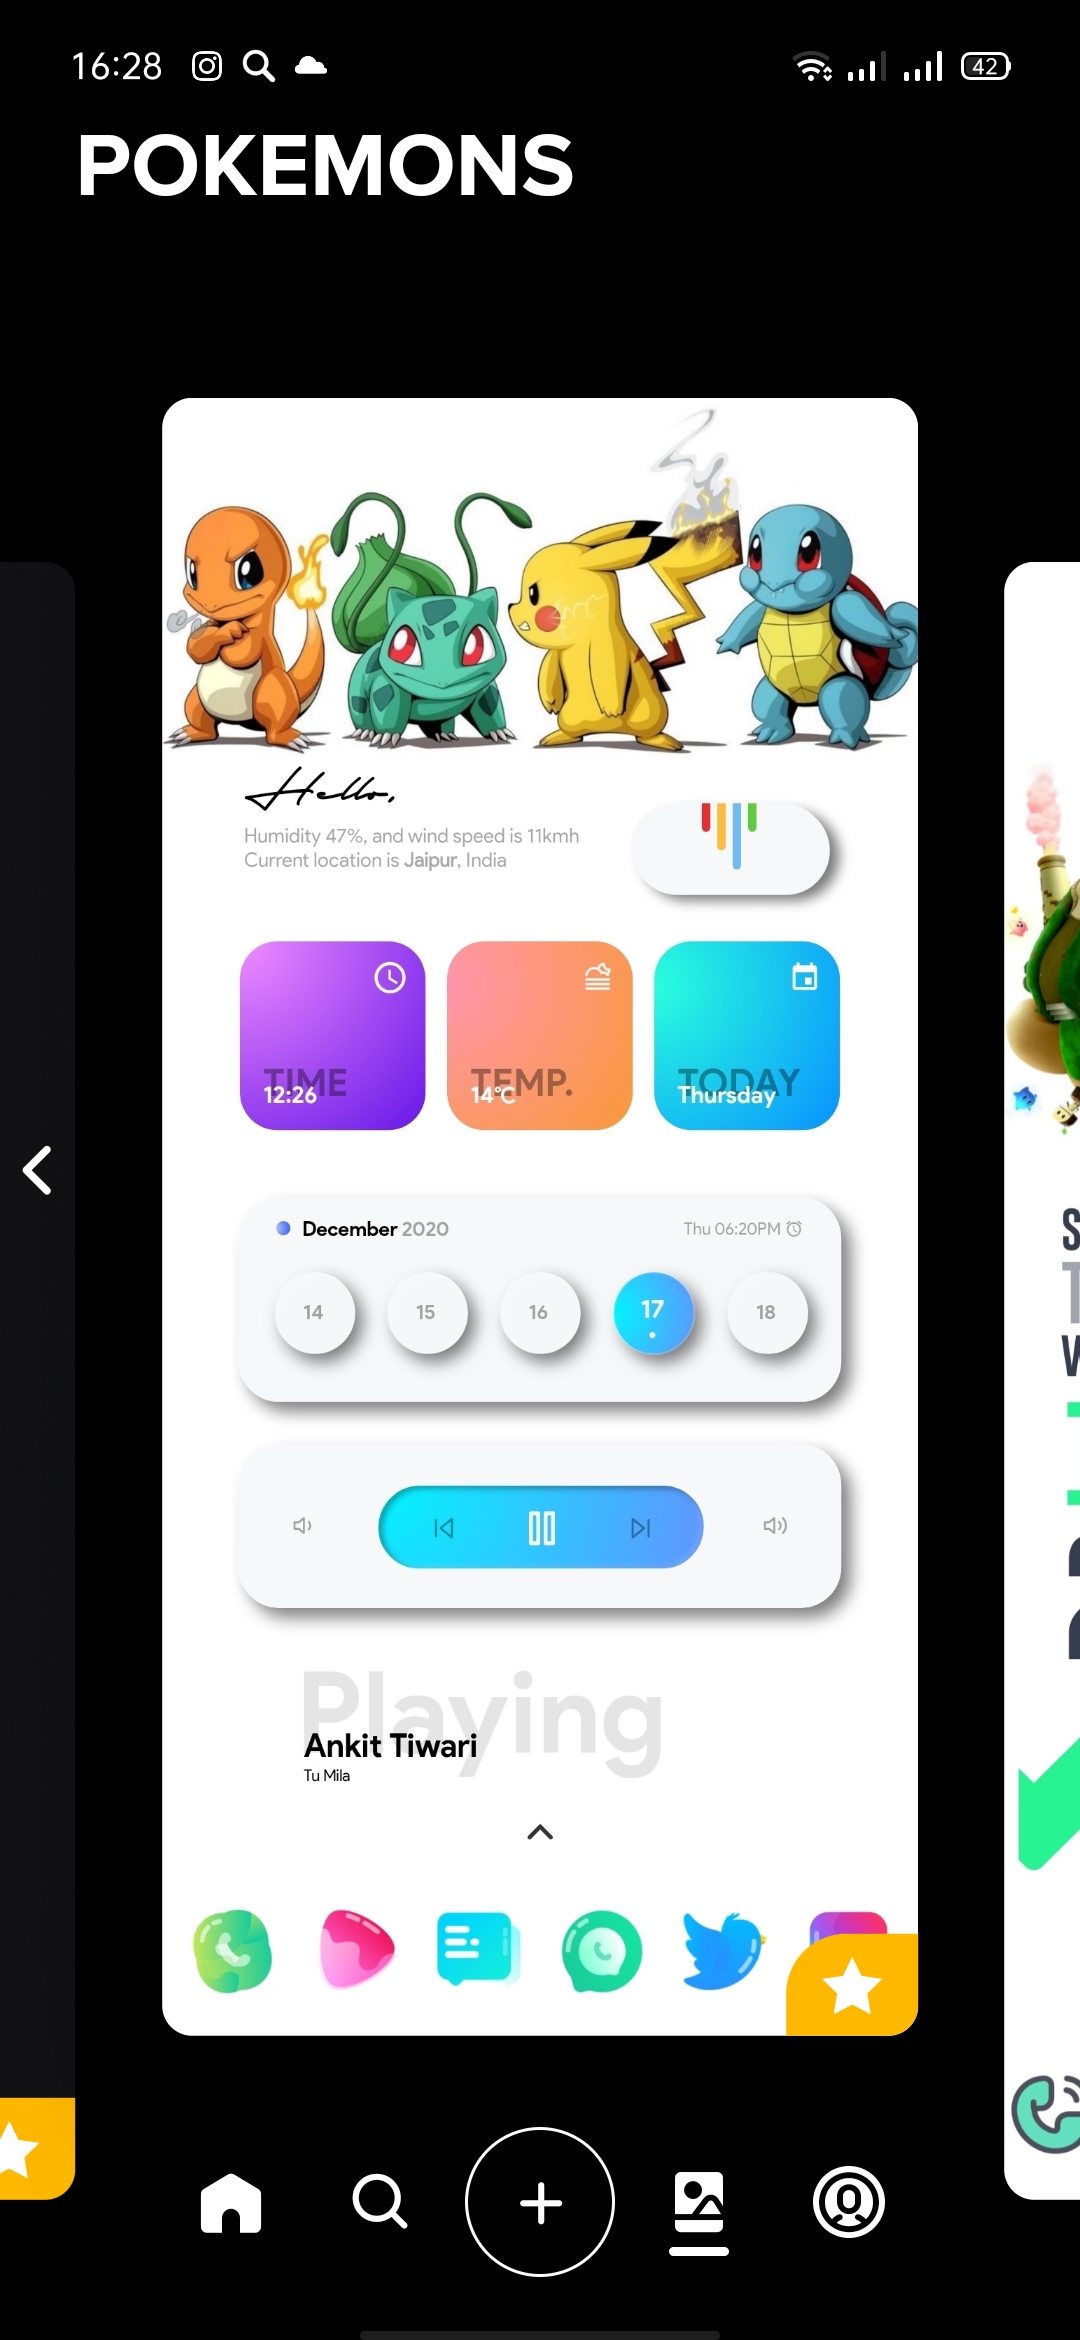 16:28
42
POKEMONS
Hello,
Humidity 47%, and wind speed is 11kmh
Current location is Jaipur, India
TIME
12:26
TEMP.
14°C
TODAY
Thursday
December 2020
Thu 06:20PM
14
15
16
17
18
Playing
Ankit Tiwari
Tu Mila